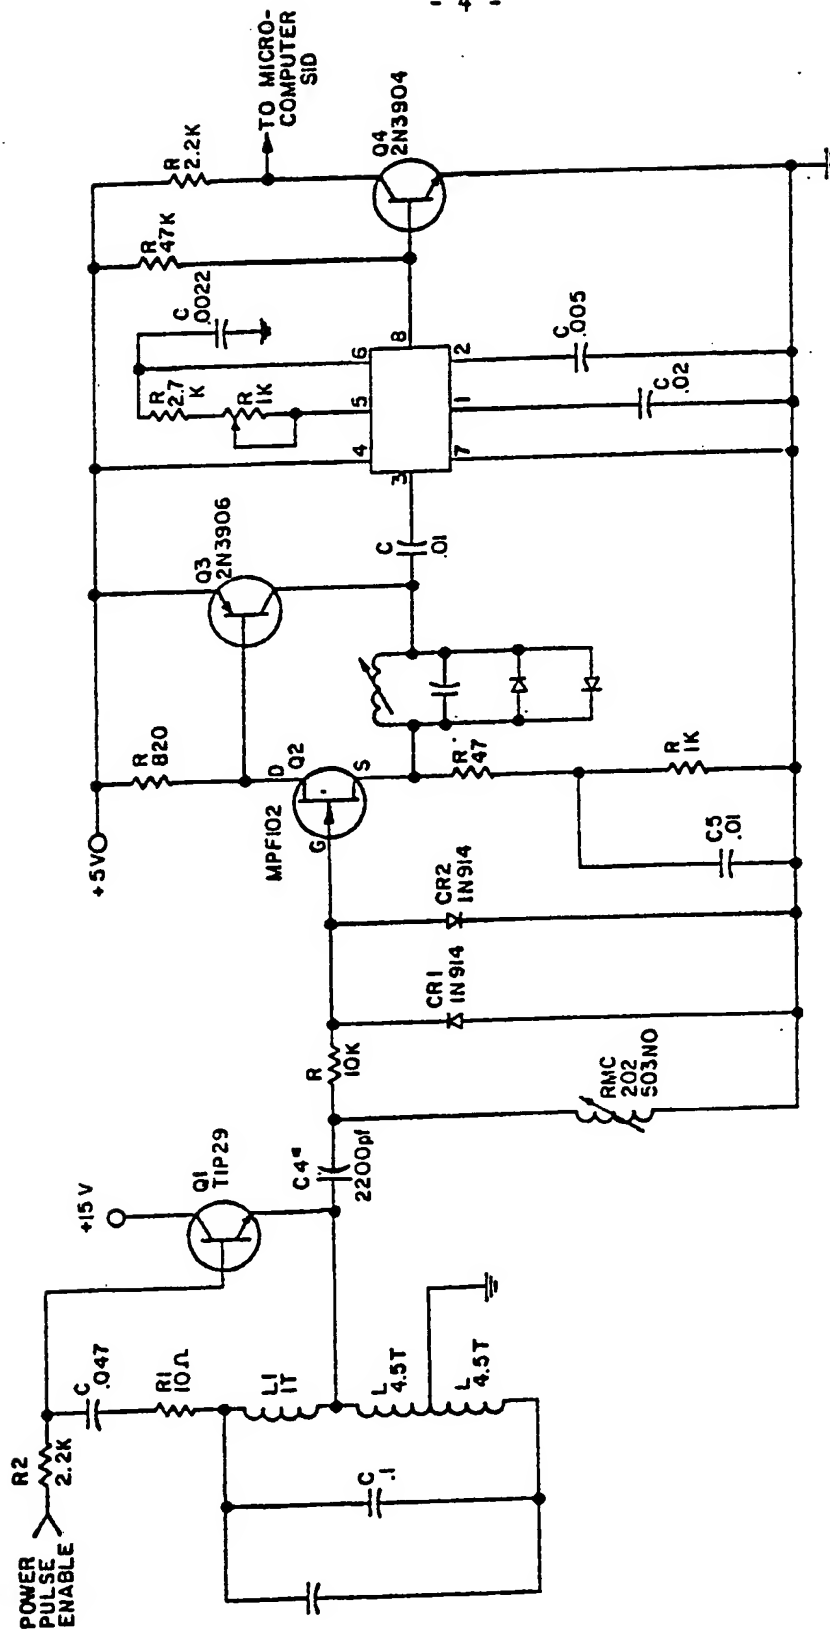 - 4 -
POWER
PULSE
ENABLE
R2
2.2K
C
.047
R1
10Ω
L1
1T
L
4.5T
L
4.5T
C
.1
+15V
Q1
TIP29
C4*
2200pf
R
10K
RMC
202
503NO
CR1
1N914
CR2
1N914
+5V
R
820
D
Q2
MPF102
G
S
R
47
R
1K
C5
.01
Q3
2N3906
C
.01
3
4
5
6
8
7
1
2
R
2.7
K
R
1K
C
.0022
C
.02
C
.005
R
47K
R
2.2K
TO MICRO-
COMPUTER
SID
Q4
2N3904